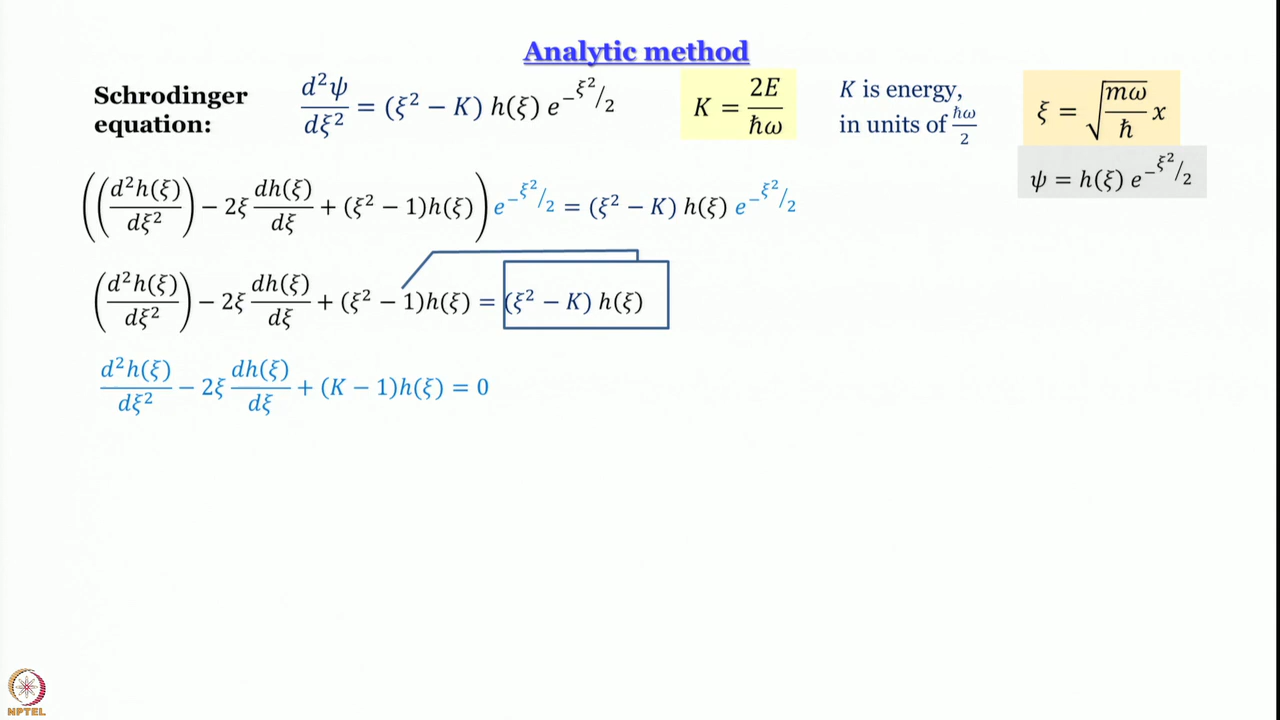 Analytic method
Schrodinger equation: d²ψ/dξ² = (ξ² − K) h(ξ) e^(−ξ²/2)
K = 2E/ħω
K is energy,
in units of ħω/2
ξ = √(mω/ħ) x
ψ = h(ξ) e^(−ξ²/2)
((d²h(ξ)/dξ²) − 2ξ dh(ξ)/dξ + (ξ² − 1)h(ξ)) e^(−ξ²/2) = (ξ² − K) h(ξ) e^(−ξ²/2)
(d²h(ξ)/dξ²) − 2ξ dh(ξ)/dξ + (ξ² − 1)h(ξ) = (ξ² − K) h(ξ)
d²h(ξ)/dξ² − 2ξ dh(ξ)/dξ + (K − 1)h(ξ) = 0
NPTEL